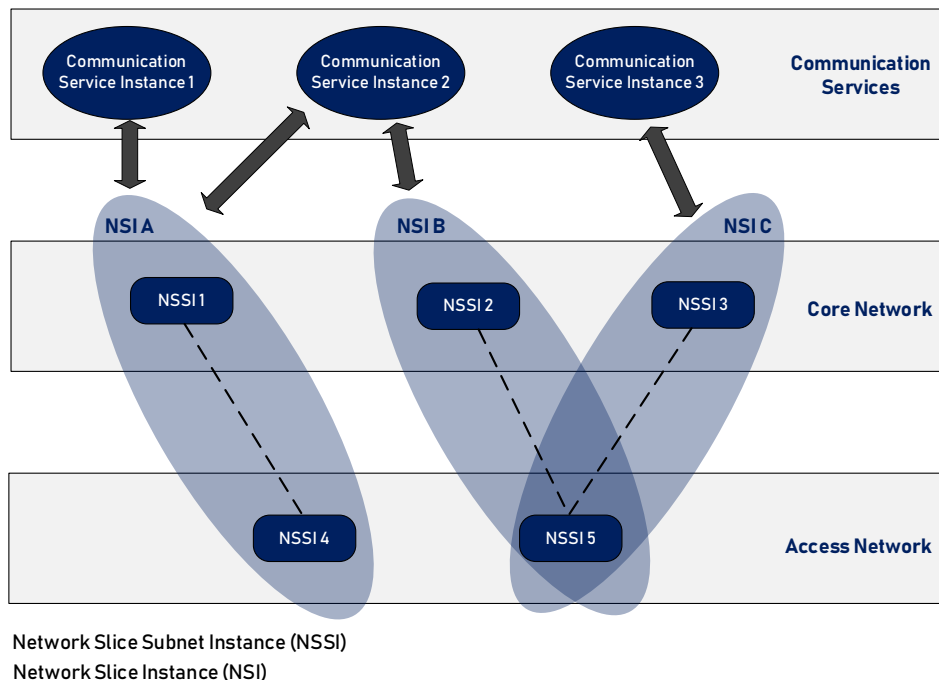 Communication
Service Instance 1
Communication
Service Instance 2
Communication
Service Instance 3
Communication
Services
NSI A
NSI B
NSI C
NSSI 1
NSSI 2
NSSI 3
Core Network
NSSI 4
NSSI 5
Access Network
Network Slice Subnet Instance (NSSI)
Network Slice Instance (NSI)